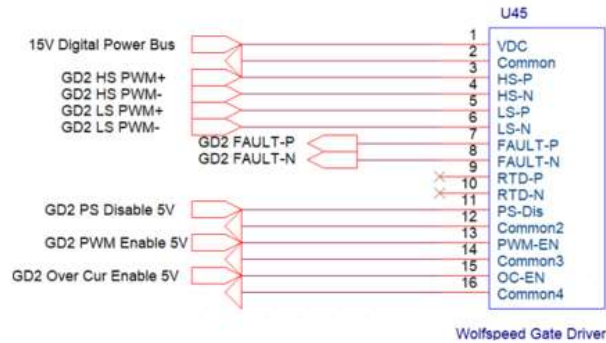 U45
15V Digital Power Bus 1 VDC
2 Common
GD2 HS PWM+ 3 HS-P
GD2 HS PWM- 4 HS-N
GD2 LS PWM+ 5 LS-P
GD2 LS PWM- 6 LS-N
GD2 FAULT-P 7 FAULT-P
GD2 FAULT-N 8 FAULT-N
9 RTD-P
10 RTD-N
GD2 PS Disable 5V 11 PS-Dis
12 Common2
GD2 PWM Enable 5V 13 PWM-EN
14 Common3
GD2 Over Cur Enable 5V 15 OC-EN
16 Common4
Wolfspeed Gate Driver